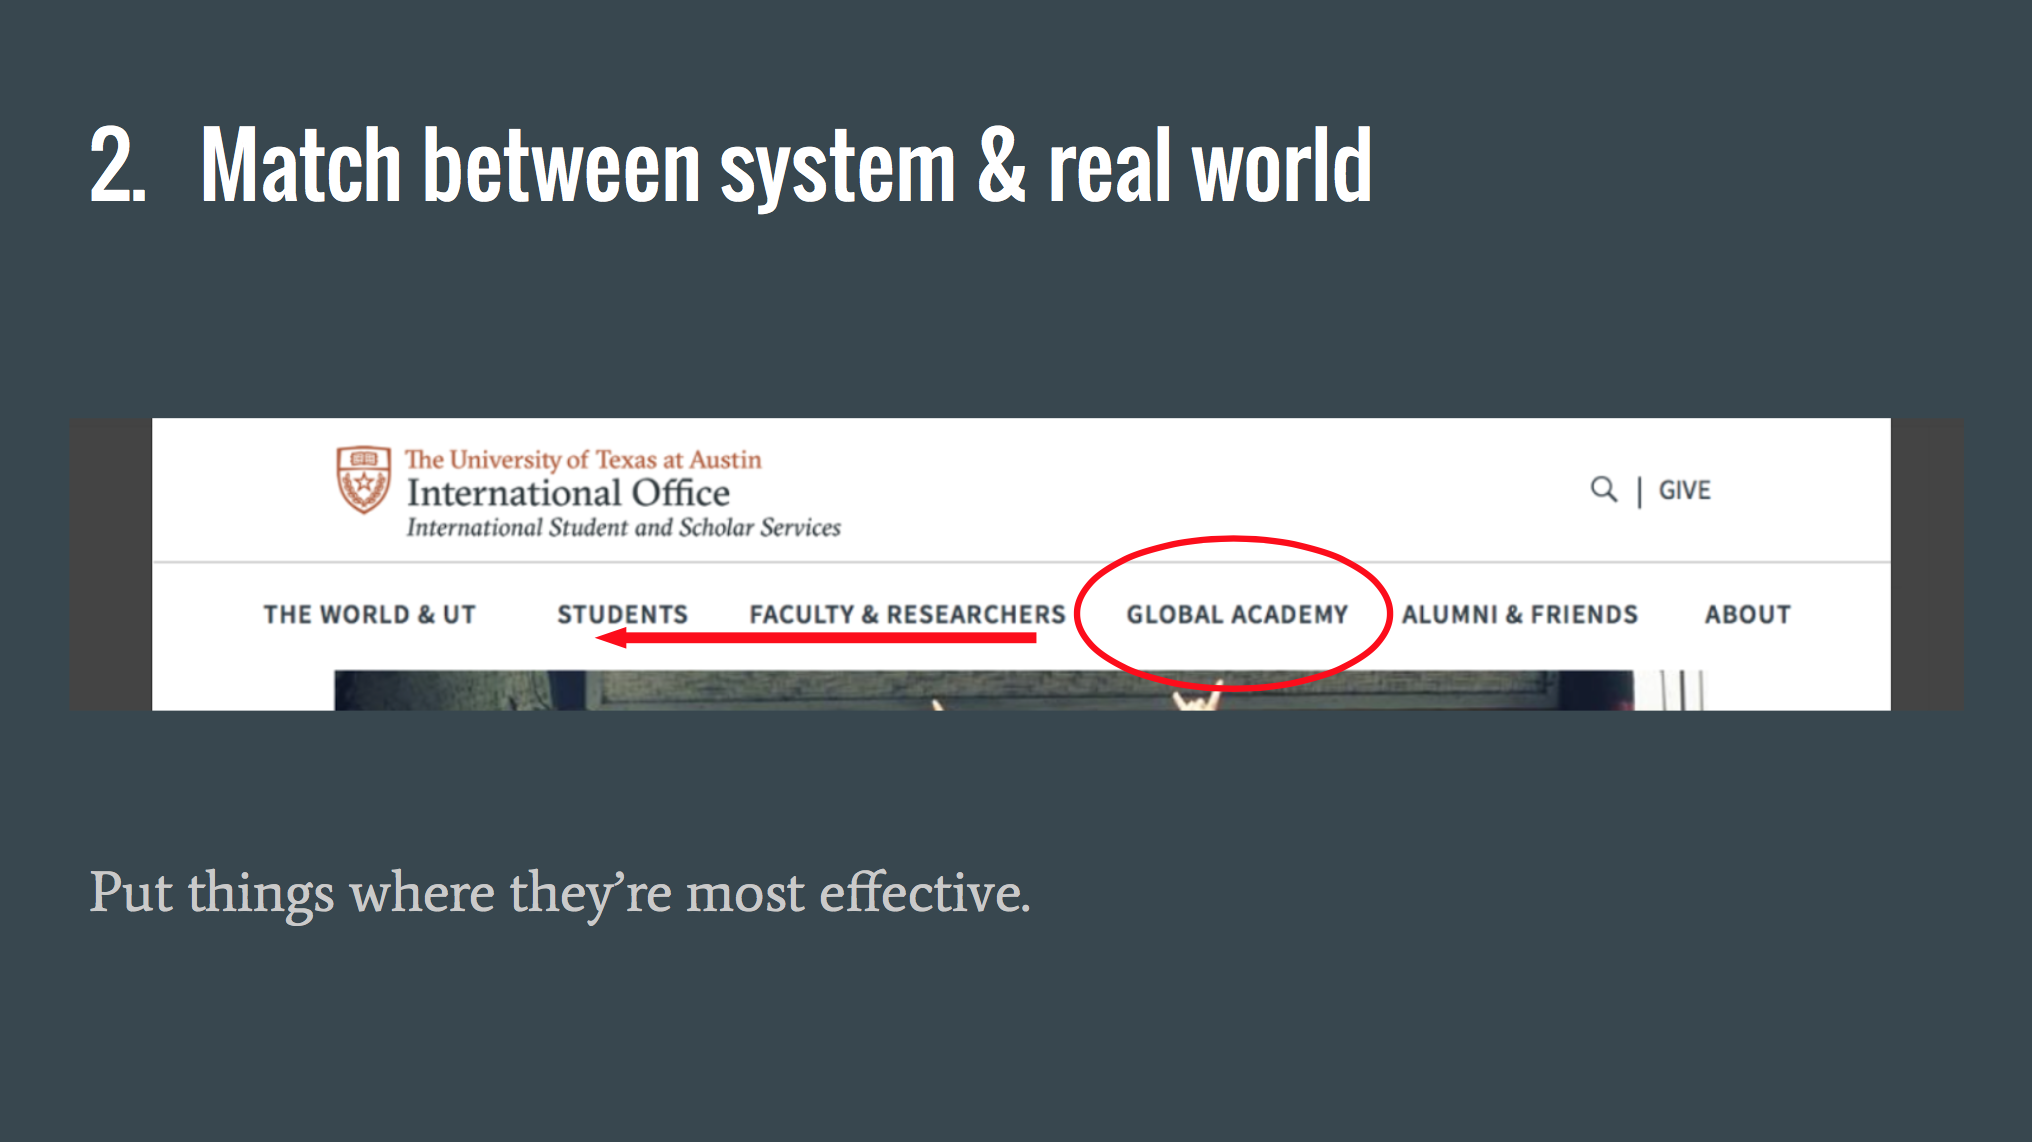 2. Match between system & real world
The University of Texas at Austin
International Office
International Student and Scholar Services
GIVE
THE WORLD & UT STUDENTS FACULTY & RESEARCHERS GLOBAL ACADEMY ALUMNI & FRIENDS ABOUT
Put things where they’re most effective.